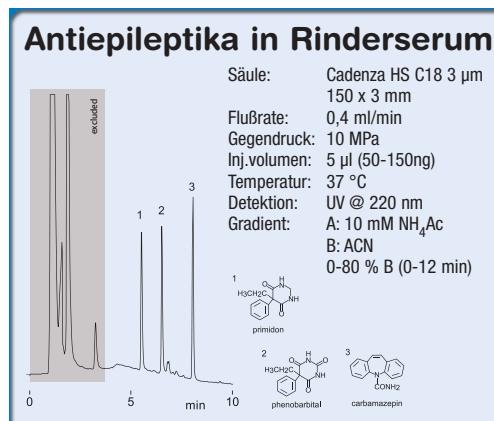 Antiepileptika in Rinderserum
Säule: Cadenza HS C18 3 µm
150 x 3 mm
Flußrate: 0,4 ml/min
Gegendruck: 10 MPa
Inj.volumen: 5 µl (50-150ng)
Temperatur: 37 °C
Detektion: UV @ 220 nm
Gradient: A: 10 mM NH4Ac
B: ACN
0-80 % B (0-12 min)
excluded
1
2
3
0 5 min 10
1
H
N
O
H3CH2C
NH
O
primidon
2
H
N
O
O
H3CH2C
NH
O
phenobarbital
3
N
O
NH2
carbamazepin